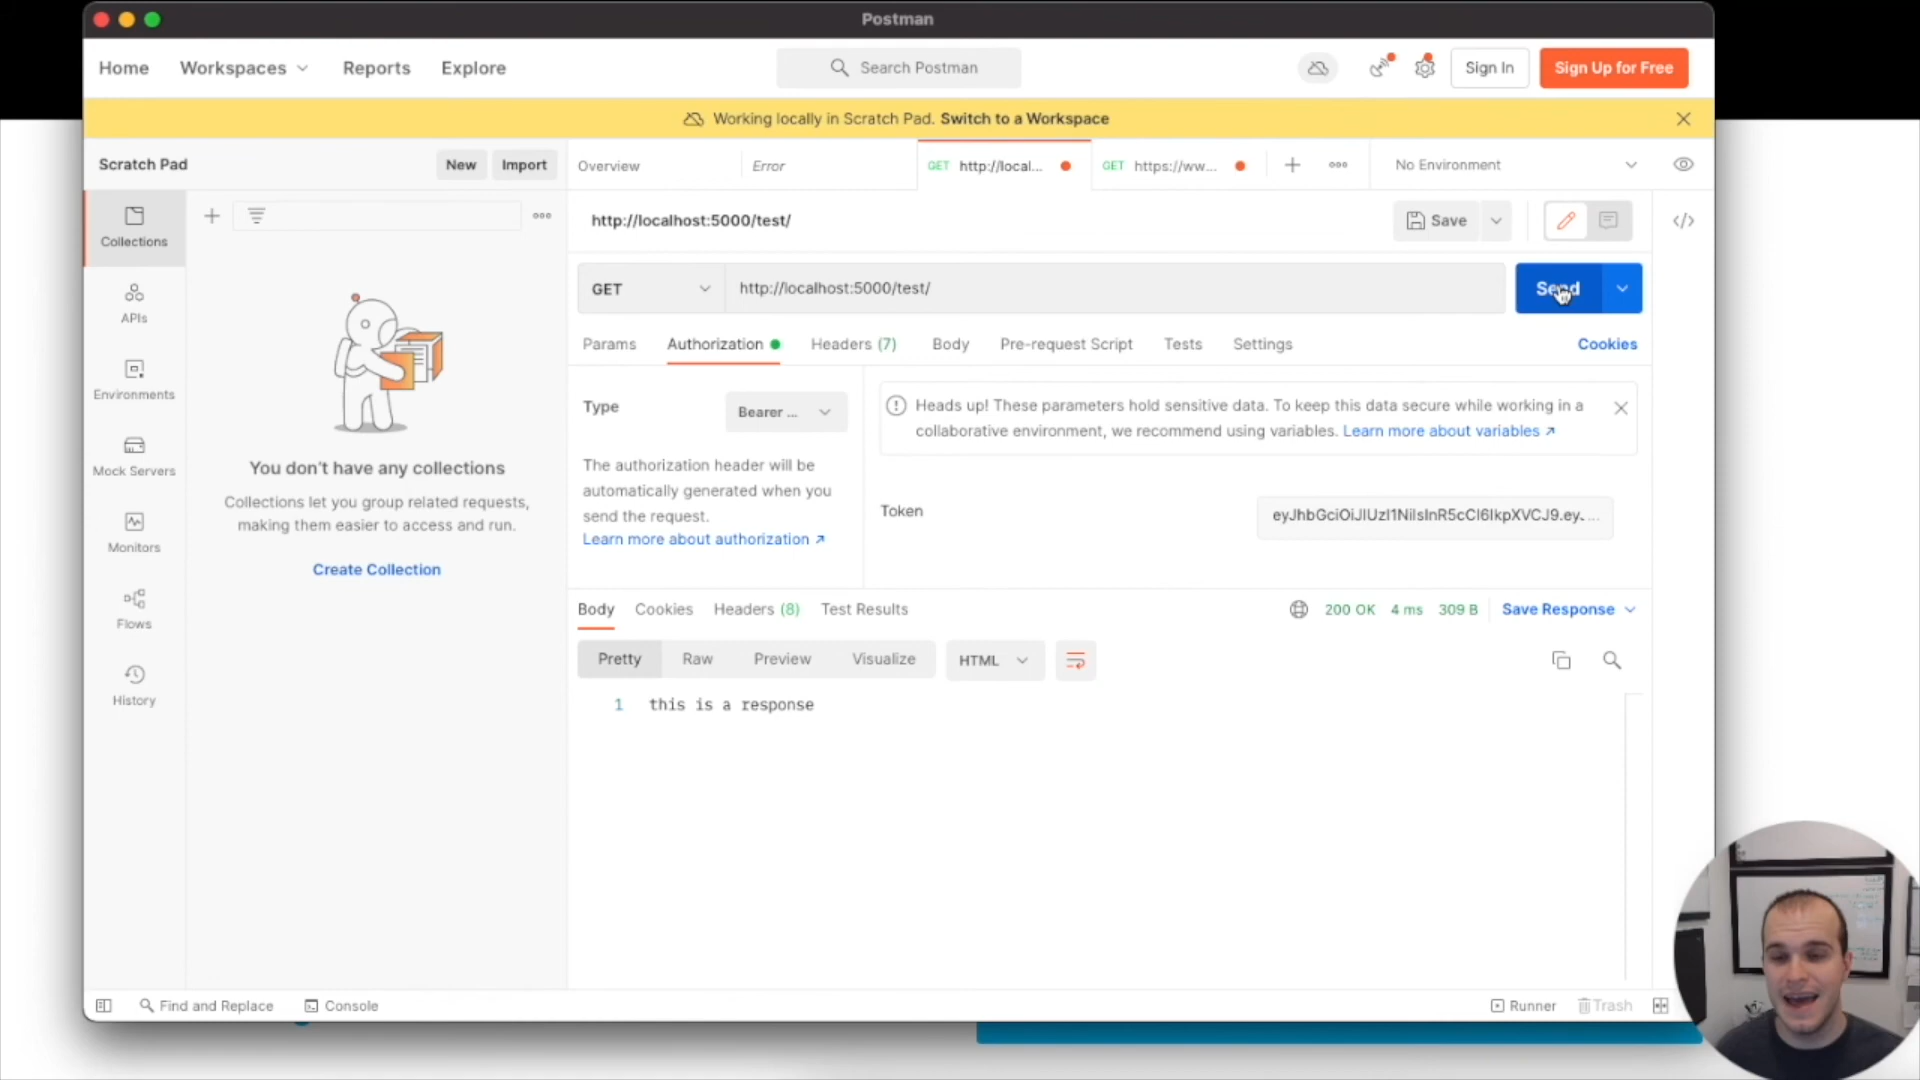 Postman
Home
Workspaces
Reports
Explore
Search Postman
Sign In
Sign Up for Free
Working locally in Scratch Pad. Switch to a Workspace
Scratch Pad
New
Import
Overview
Error
GET http://local...
GET https://ww...
No Environment
Collections
APIs
Environments
Mock Servers
Monitors
Flows
History
You don't have any collections
Collections let you group related requests,
making them easier to access and run.
Create Collection
http://localhost:5000/test/
Save
GET
http://localhost:5000/test/
Send
Params
Authorization
Headers (7)
Body
Pre-request Script
Tests
Settings
Cookies
Type
Bearer ...
The authorization header will be
automatically generated when you
send the request.
Learn more about authorization ↗
Heads up! These parameters hold sensitive data. To keep this data secure while working in a
collaborative environment, we recommend using variables. Learn more about variables ↗
Token
eyJhbGciOiJIUzI1NiIsInR5cCI6IkpXVCJ9.ey. ...
Body
Cookies
Headers (8)
Test Results
200 OK
4 ms
309 B
Save Response
Pretty
Raw
Preview
Visualize
HTML
1 this is a response
Find and Replace
Console
Runner
Trash